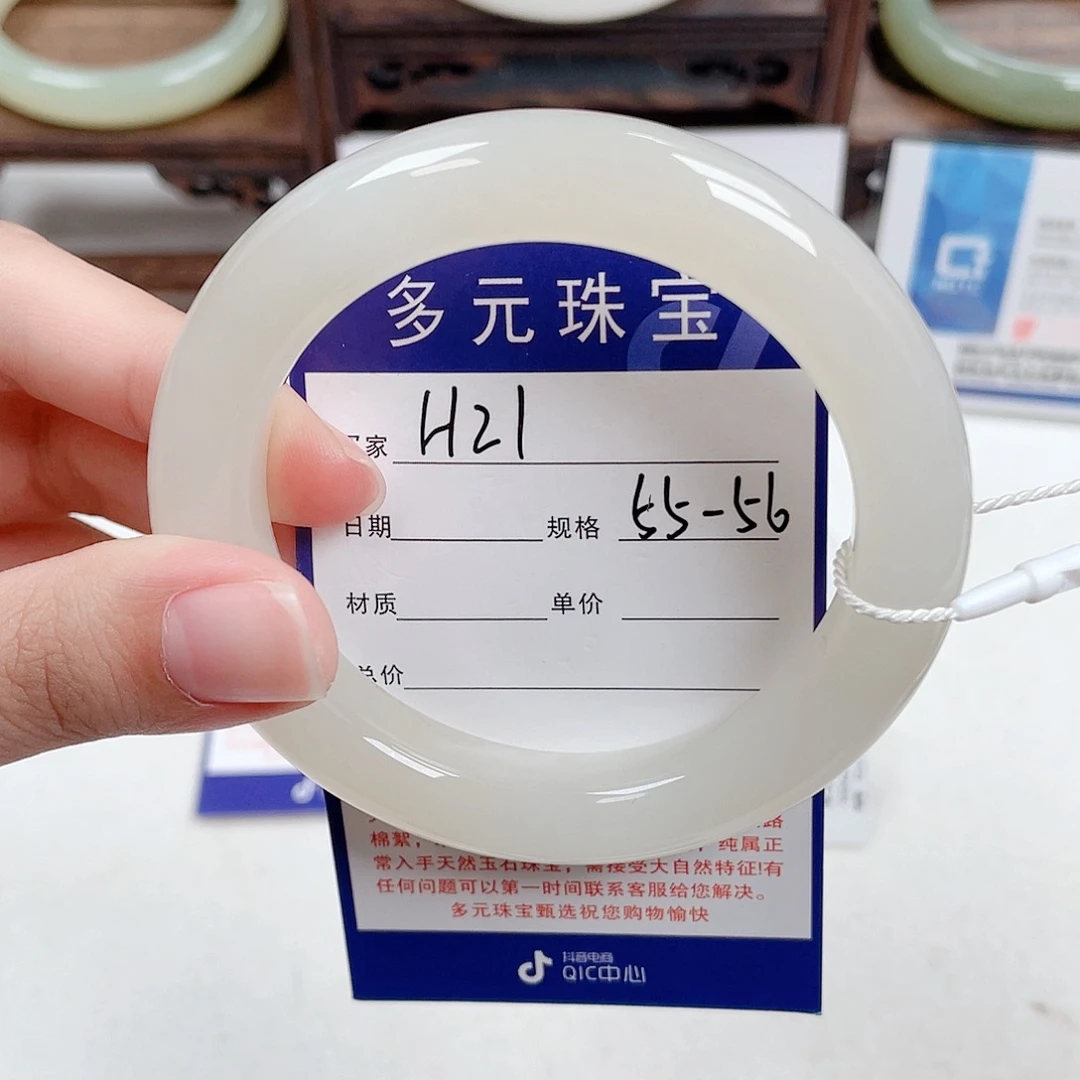 多元珠宝
家 H21
日期 规格 55-56
材质 单价
总价
路
棉絮， ，纯属正
常入手天然玉石珠宝，需接受大自然特征!有
任何问题可以第一时间联系客服给您解决。
多元珠宝甄选祝您购物愉快
抖音电商
QIC中心